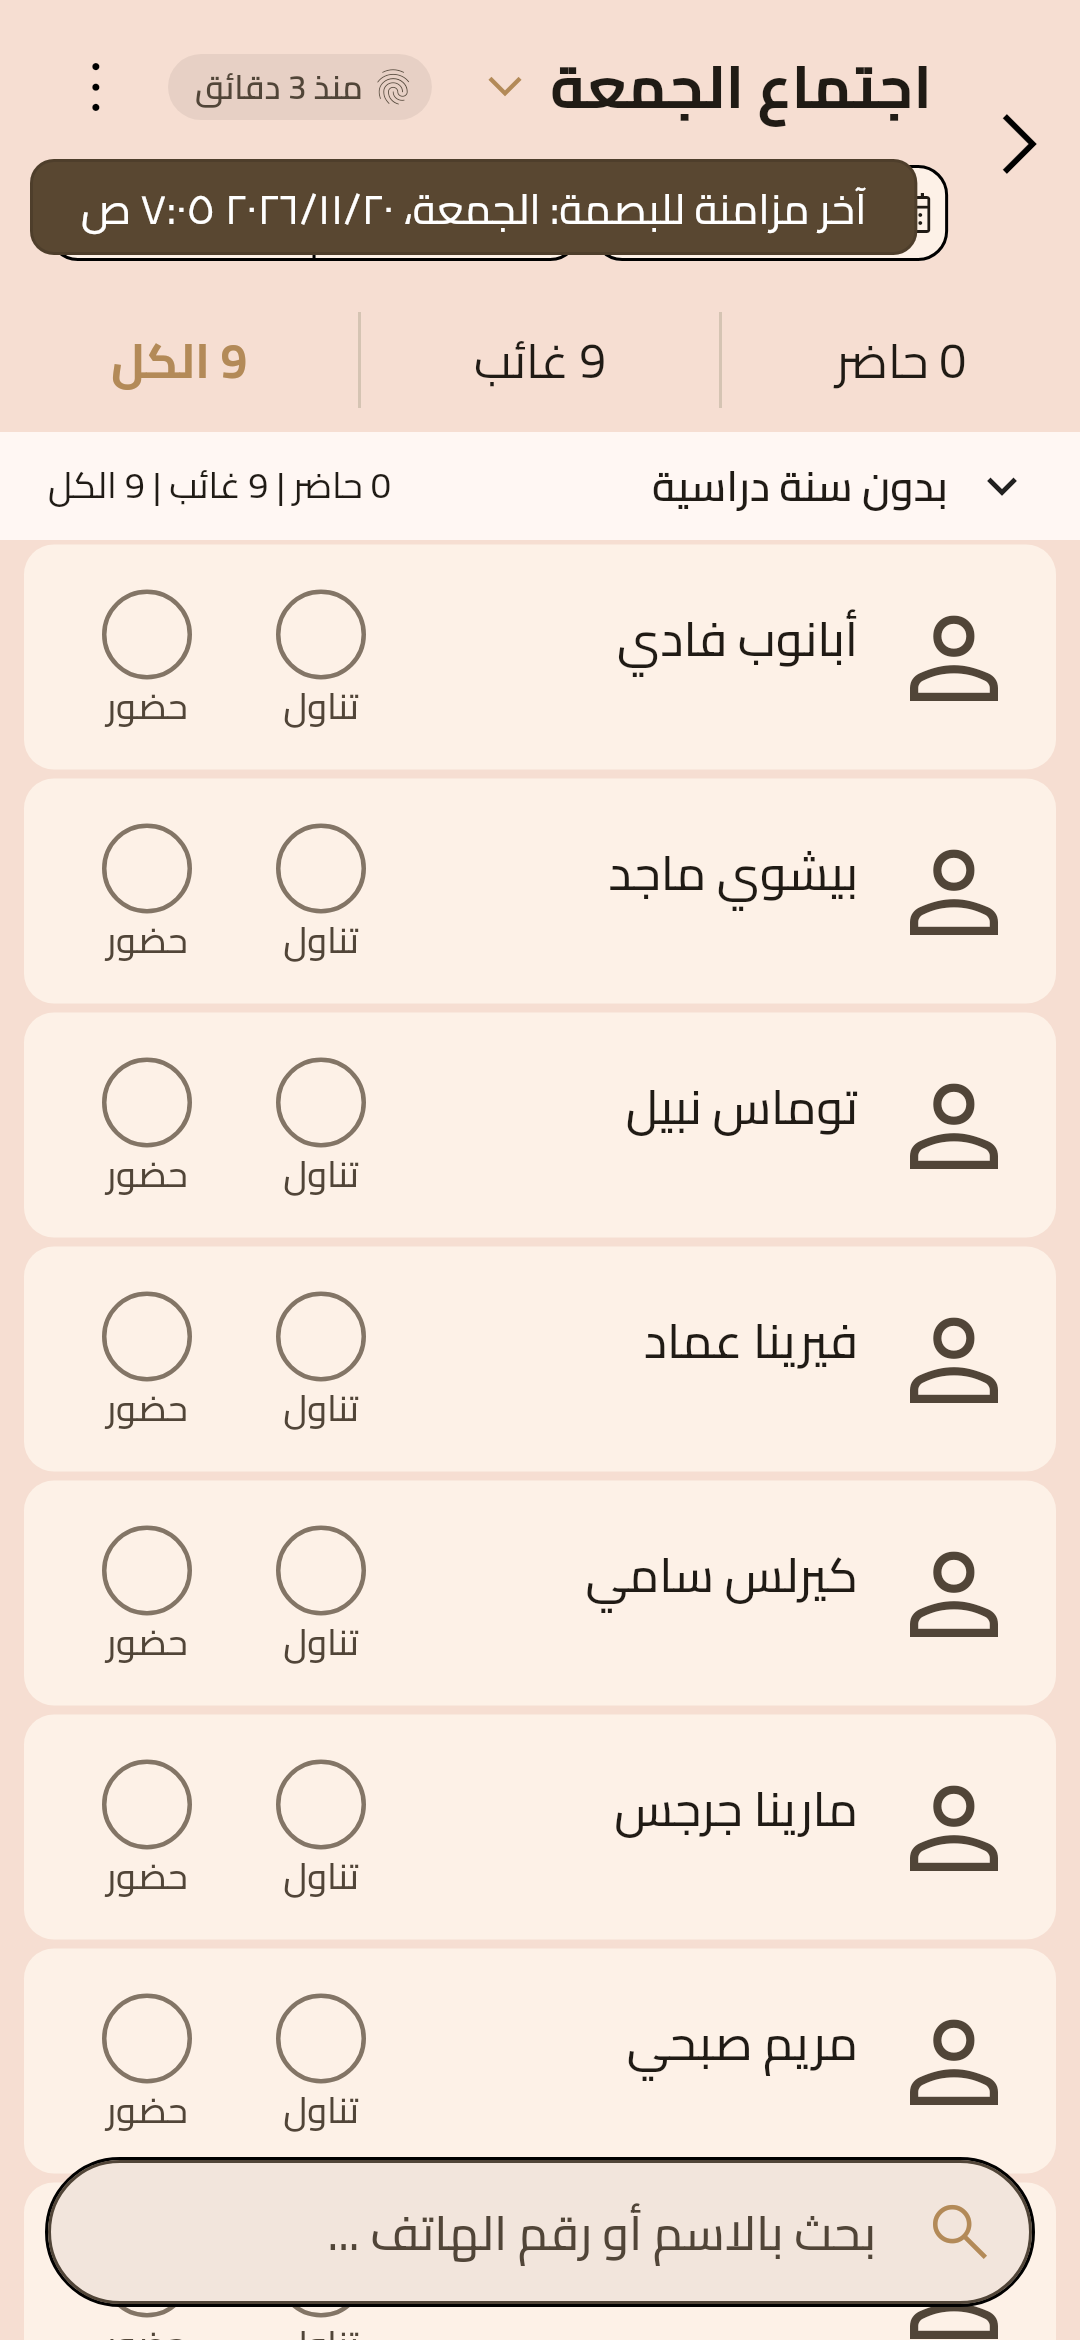 اجتماع الجمعة
منذ 3 دقائق
آخر مزامنة للبصمة: الجمعة، ٢٠٢٦/١١/٢٠ ٧:٠٥ ص
0 حاضر
9 غائب
9 الكل
بدون سنة دراسية
0 حاضر | 9 غائب | 9 الكل
أبانوب فادي
تناول
حضور
بيشوي ماجد
تناول
حضور
توماس نبيل
تناول
حضور
فيرينا عماد
تناول
حضور
كيرلس سامي
تناول
حضور
مارينا جرجس
تناول
حضور
مريم صبحي
تناول
حضور
بحث بالاسم أو رقم الهاتف ...
تناول
حضور